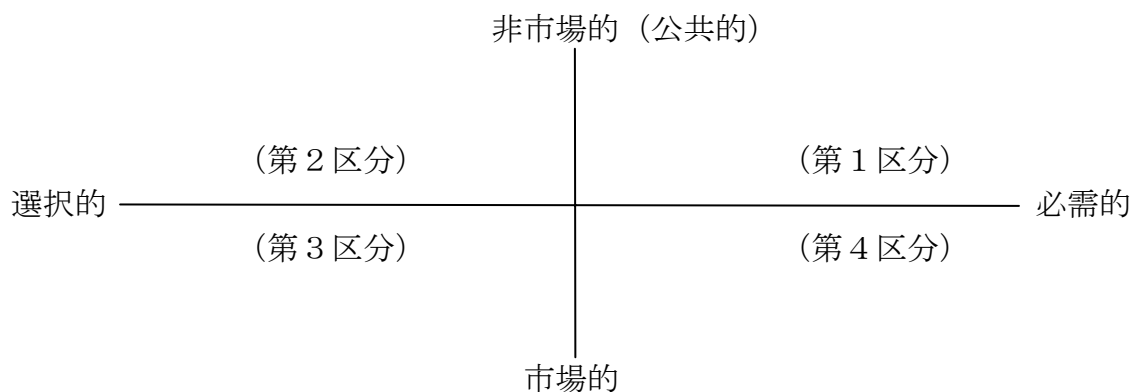 非市場的（公共的）
（第２区分）
（第１区分）
選択的
必需的
（第３区分）
（第４区分）
市場的